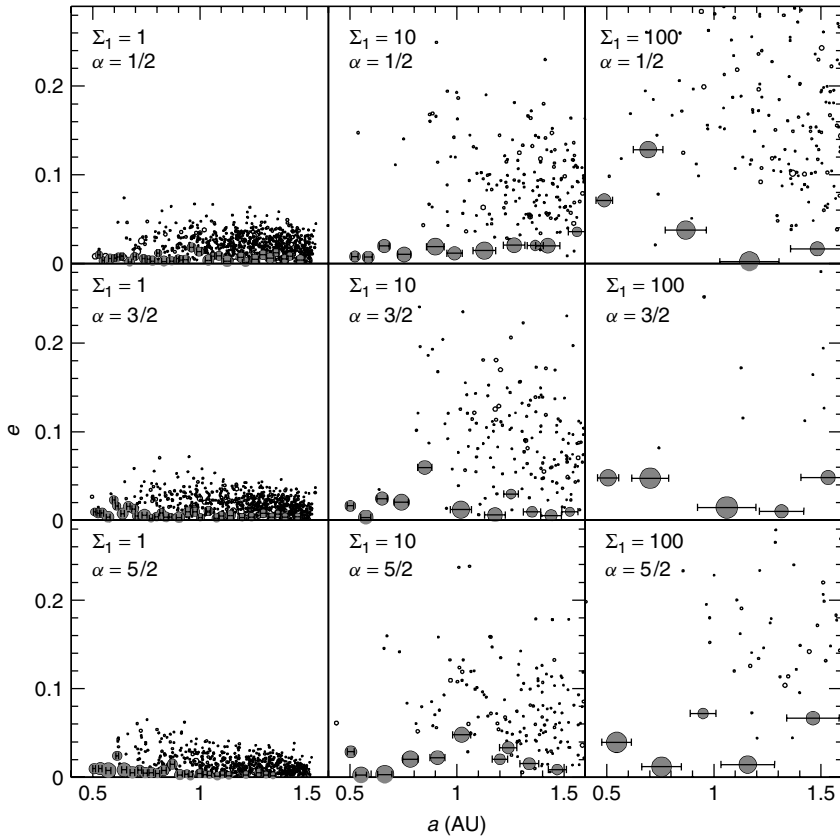 Σ₁ = 1
α = 1/2
Σ₁ = 10
α = 1/2
Σ₁ = 100
α = 1/2
0.2
0.1
0
Σ₁ = 1
α = 3/2
Σ₁ = 10
α = 3/2
Σ₁ = 100
α = 3/2
0.2
e
0.1
0
Σ₁ = 1
α = 5/2
Σ₁ = 10
α = 5/2
Σ₁ = 100
α = 5/2
0.2
0.1
0
0.5 1 1.5 0.5 1 1.5 0.5 1 1.5
a (AU)